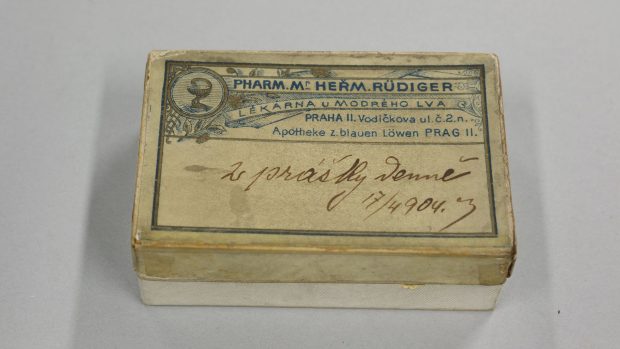 PHARM. Mr HEŘM. RÜDIGER
LÉKÁRNA U MODRÉHO LVA
PRAHA II. Vodičkova ul. č. 2. n.
Apotheke z. blauen Löwen PRAG II.
2 prášky denně
17/4 904.